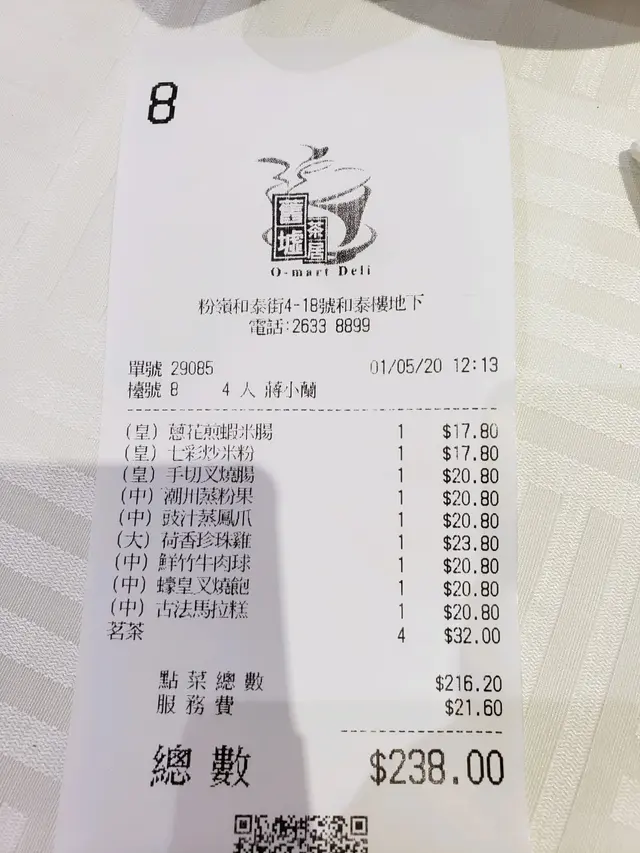 8
舊墟
茶居
O-mart Deli
粉嶺和泰街4-18號和泰樓地下
電話:2633 8899
單號 29085 01/05/20 12:13
檯號 8 4 人 蔣小蘭
(皇) 蔥花煎蝦米腸 1 $17.80
(皇) 七彩炒米粉 1 $17.80
(皇) 手切叉燒腸 1 $20.80
(中) 潮州蒸粉果 1 $20.80
(中) 豉汁蒸鳳爪 1 $20.80
(大) 荷香珍珠雞 1 $23.80
(中) 鮮竹牛肉球 1 $20.80
(中) 蠔皇叉燒飽 1 $20.80
(中) 古法馬拉糕 1 $20.80
茗茶 4 $32.00
點菜總數 $216.20
服務費 $21.60
總數 $238.00